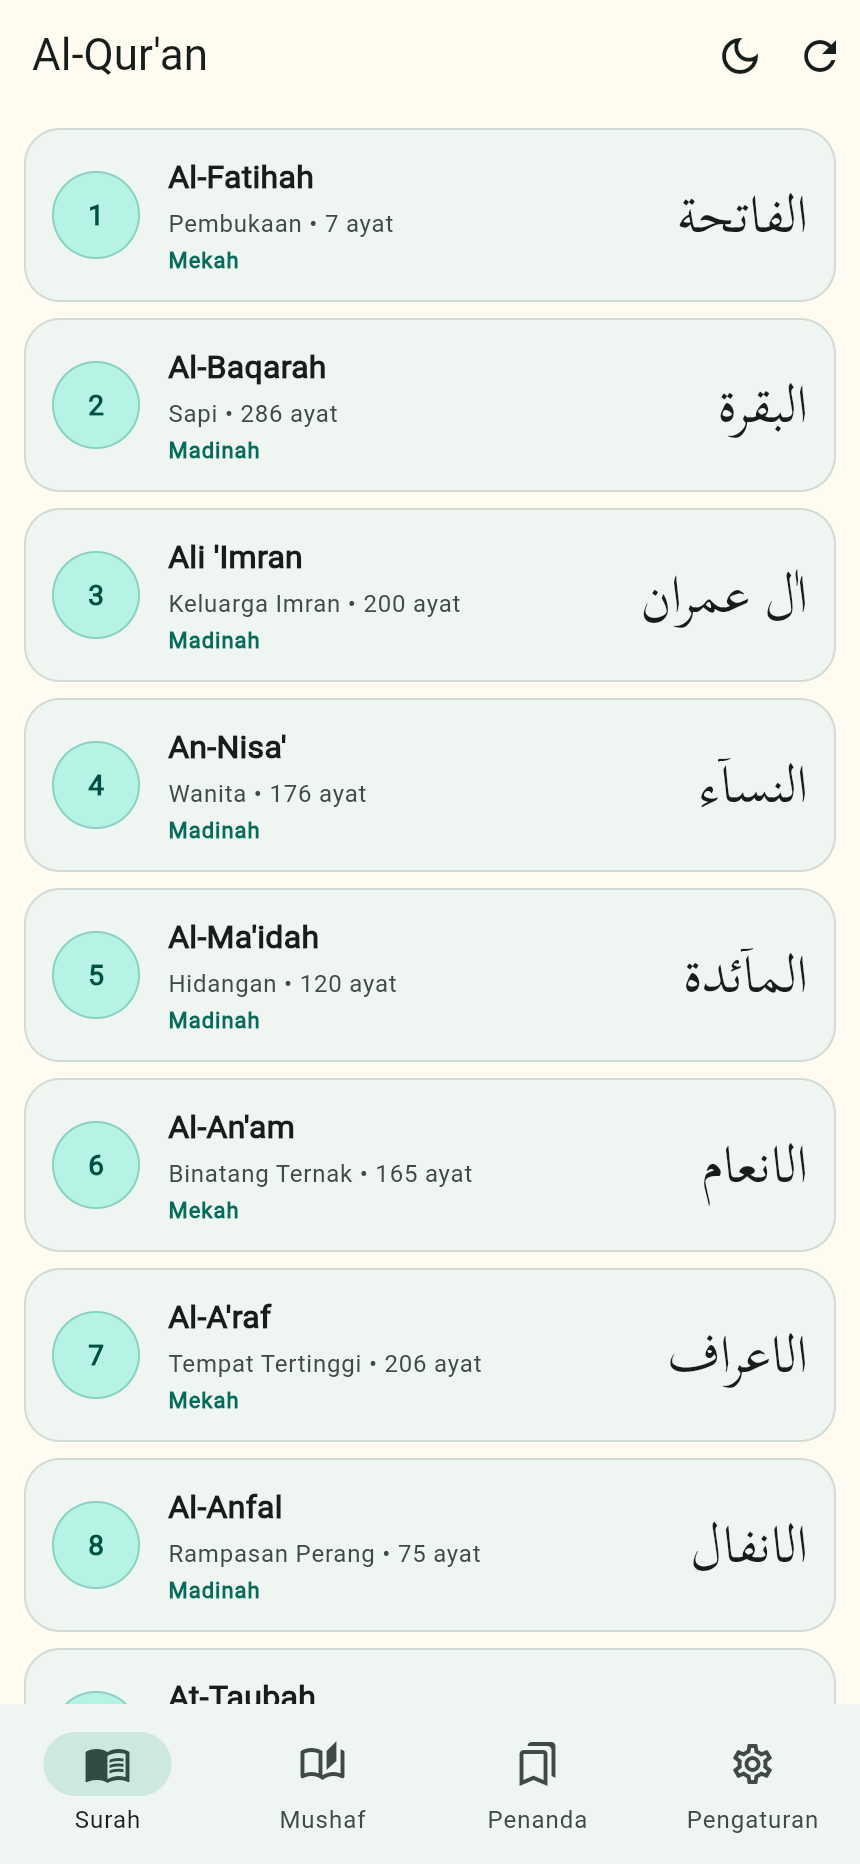 Al-Qur'an
1
Al-Fatihah
Pembukaan • 7 ayat
Mekah
الفاتحة
2
Al-Baqarah
Sapi • 286 ayat
Madinah
البقرة
3
Ali 'Imran
Keluarga Imran • 200 ayat
Madinah
اٰل عمران
4
An-Nisa'
Wanita • 176 ayat
Madinah
النساۤء
5
Al-Ma'idah
Hidangan • 120 ayat
Madinah
الماۤئدة
6
Al-An'am
Binatang Ternak • 165 ayat
Mekah
الانعام
7
Al-A'raf
Tempat Tertinggi • 206 ayat
Mekah
الاعراف
8
Al-Anfal
Rampasan Perang • 75 ayat
Madinah
الانفال
At-Taubah
Surah
Mushaf
Penanda
Pengaturan